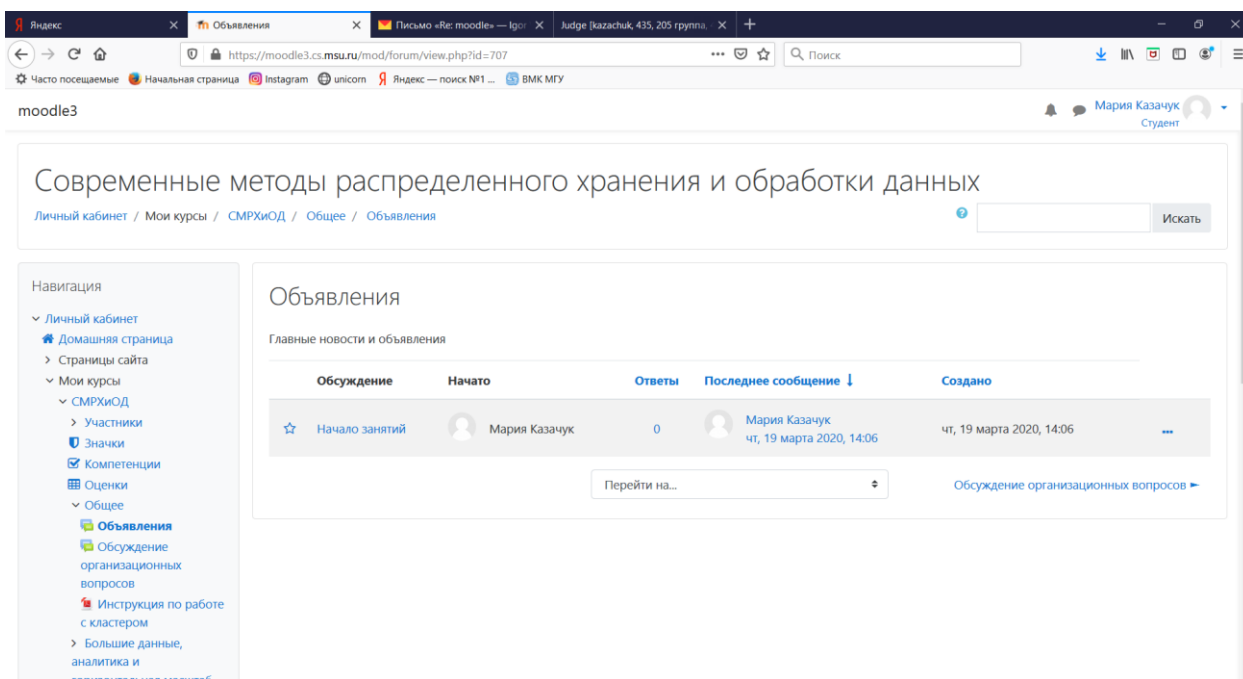 Яндекс
Объявления
Письмо «Re: moodle» — Igor
Judge [kazachuk, 435, 205 группа,
https://moodle3.cs.msu.ru/mod/forum/view.php?id=707
Поиск
Часто посещаемые Начальная страница Instagram unicorn Яндекс — поиск №1 ... ВМК МГУ
moodle3
Мария Казачук
Студент
Современные методы распределенного хранения и обработки данных
Личный кабинет / Мои курсы / СМРХиОД / Общее / Объявления
Искать
Навигация
Личный кабинет
Домашняя страница
Страницы сайта
Мои курсы
СМРХиОД
Участники
Значки
Компетенции
Оценки
Общее
Объявления
Обсуждение
организационных
вопросов
Инструкция по работе
с кластером
Большие данные,
аналитика и
Объявления
Главные новости и объявления
Обсуждение Начато Ответы Последнее сообщение ↓ Создано
Начало занятий Мария Казачук 0 Мария Казачук чт, 19 марта 2020, 14:06
чт, 19 марта 2020, 14:06
Перейти на...
Обсуждение организационных вопросов ►